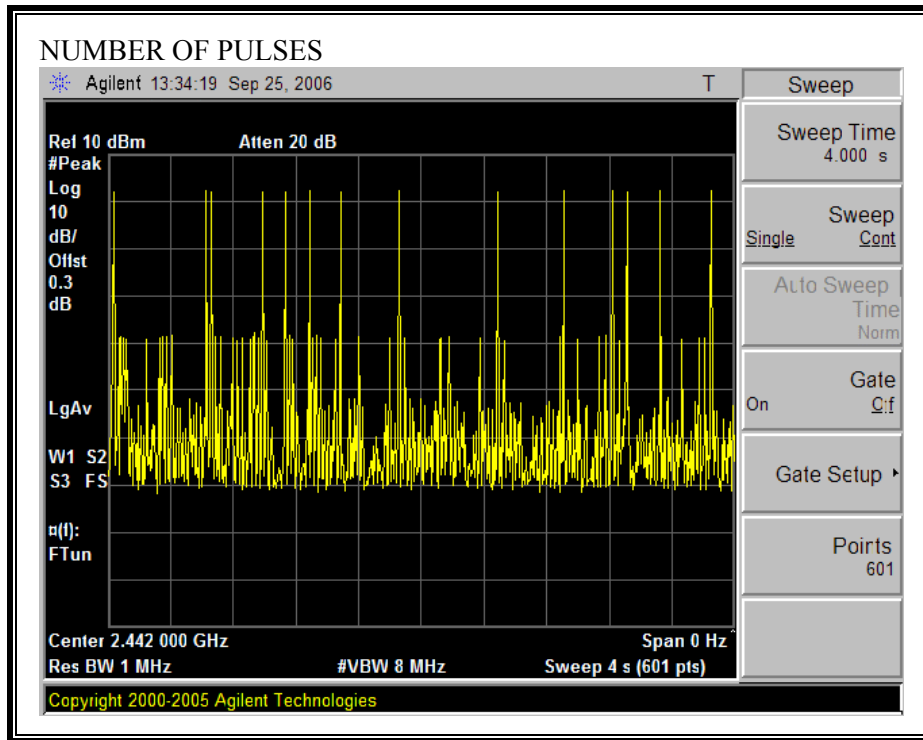 NUMBER OF PULSES
Agilent 13:34:19 Sep 25, 2006 T
Sweep
Ref 10 dBm Atten 20 dB
#Peak
Log
10
dB/
Offst
0.3
dB
LgAv
W1 S2
S3 FS
¤(f):
FTun
Center 2.442 000 GHz Span 0 Hz^
Res BW 1 MHz #VBW 8 MHz Sweep 4 s (601 pts)
Copyright 2000-2005 Agilent Technologies
Sweep Time
4.000 s
Sweep
Single Cont
Auto Sweep
Time
Norm
Gate
On Off
Gate Setup
Points
601